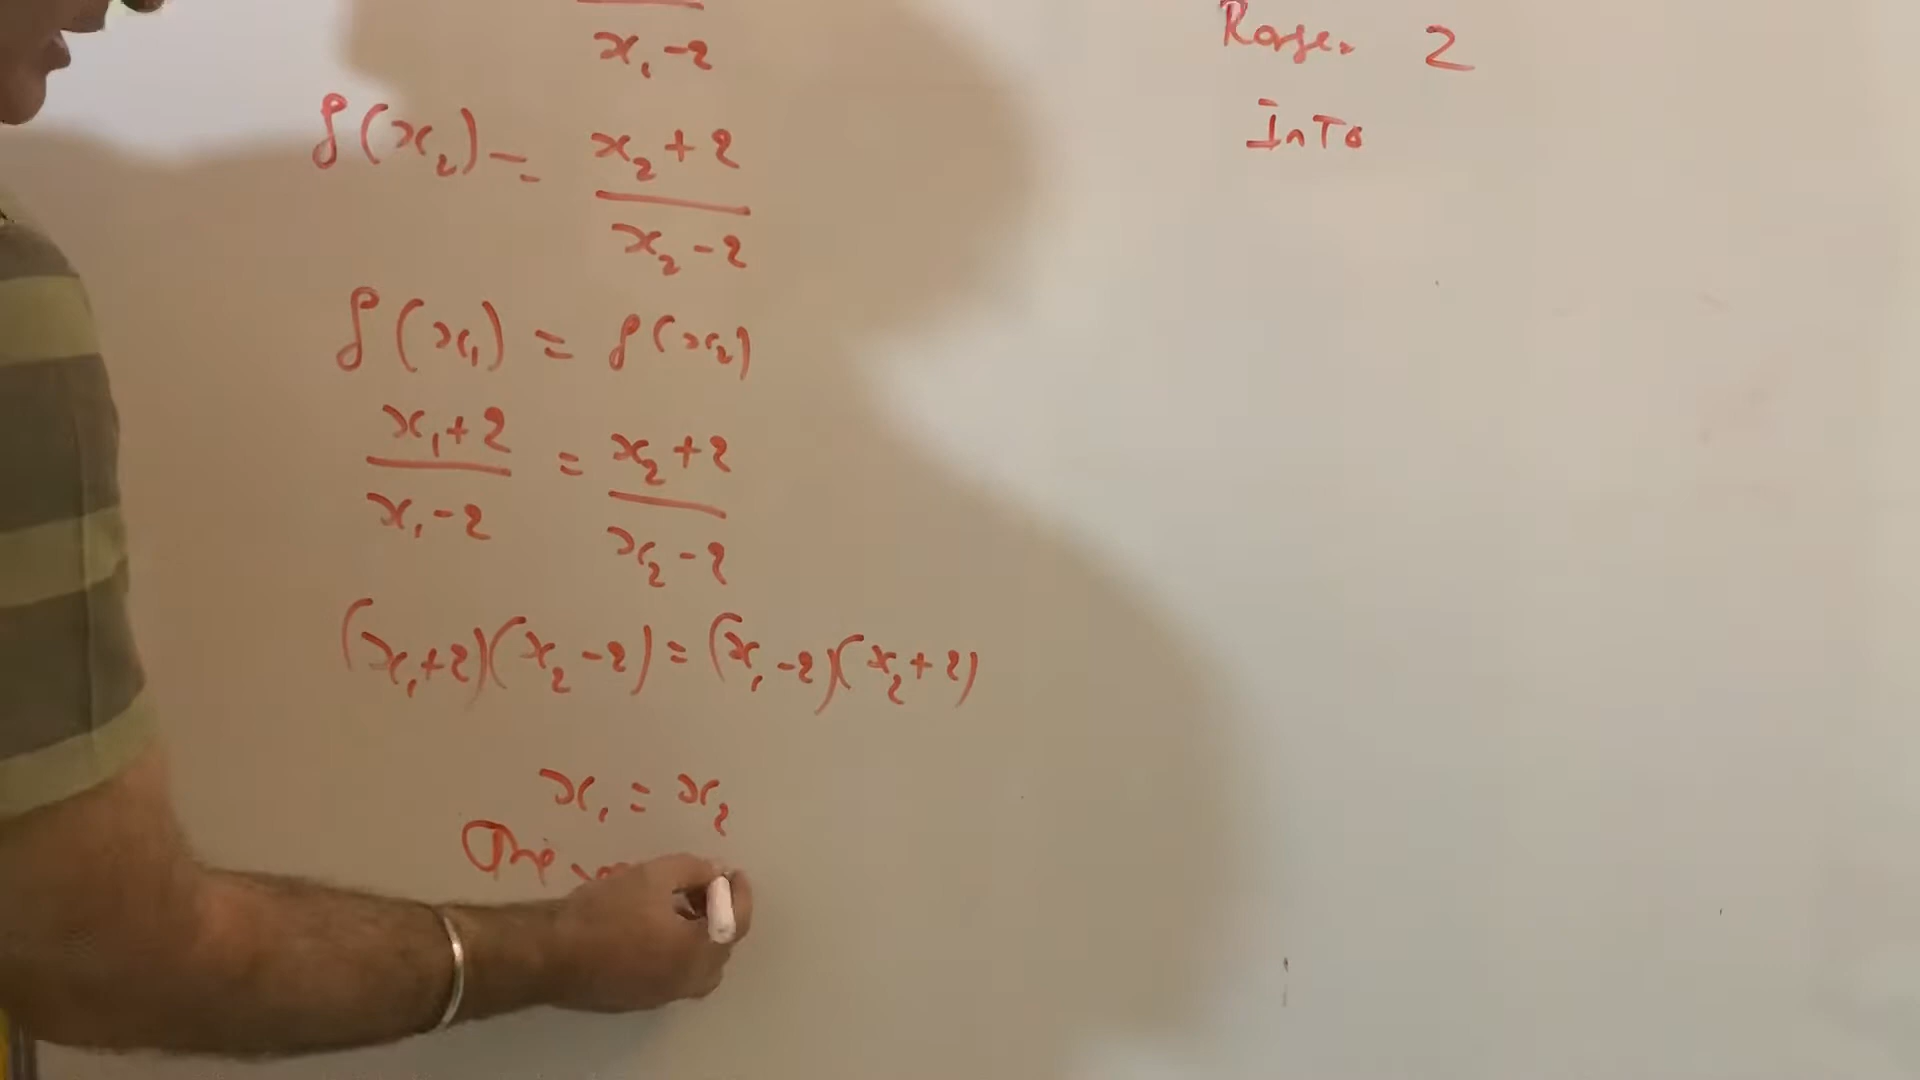 x₁ - 2
f(x₂) = x₂ + 2
x₂ - 2
f(x₁) = f(x₂)
x₁ + 2 = x₂ + 2
x₁ - 2 x₂ - 2
(x₁ + 2)(x₂ - 2) = (x₁ - 2)(x₂ + 2)
x₁ = x₂
Range 2
InTo